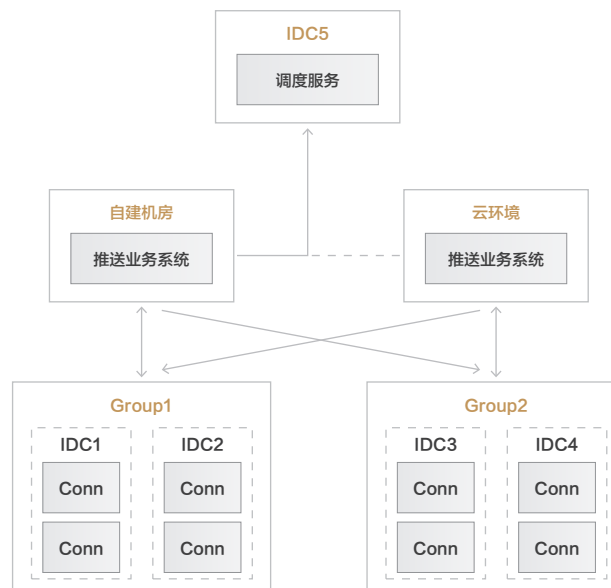 IDC5
调度服务
自建机房
云环境
推送业务系统
推送业务系统
Group1
Group2
IDC1
IDC2
IDC3
IDC4
Conn
Conn
Conn
Conn
Conn
Conn
Conn
Conn